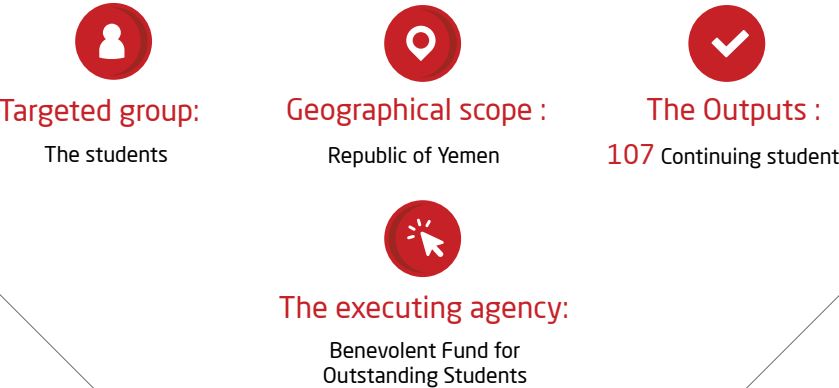 Targeted group:
The students
Geographical scope :
Republic of Yemen
The Outputs :
107 Continuing student
The executing agency:
Benevolent Fund for
Outstanding Students